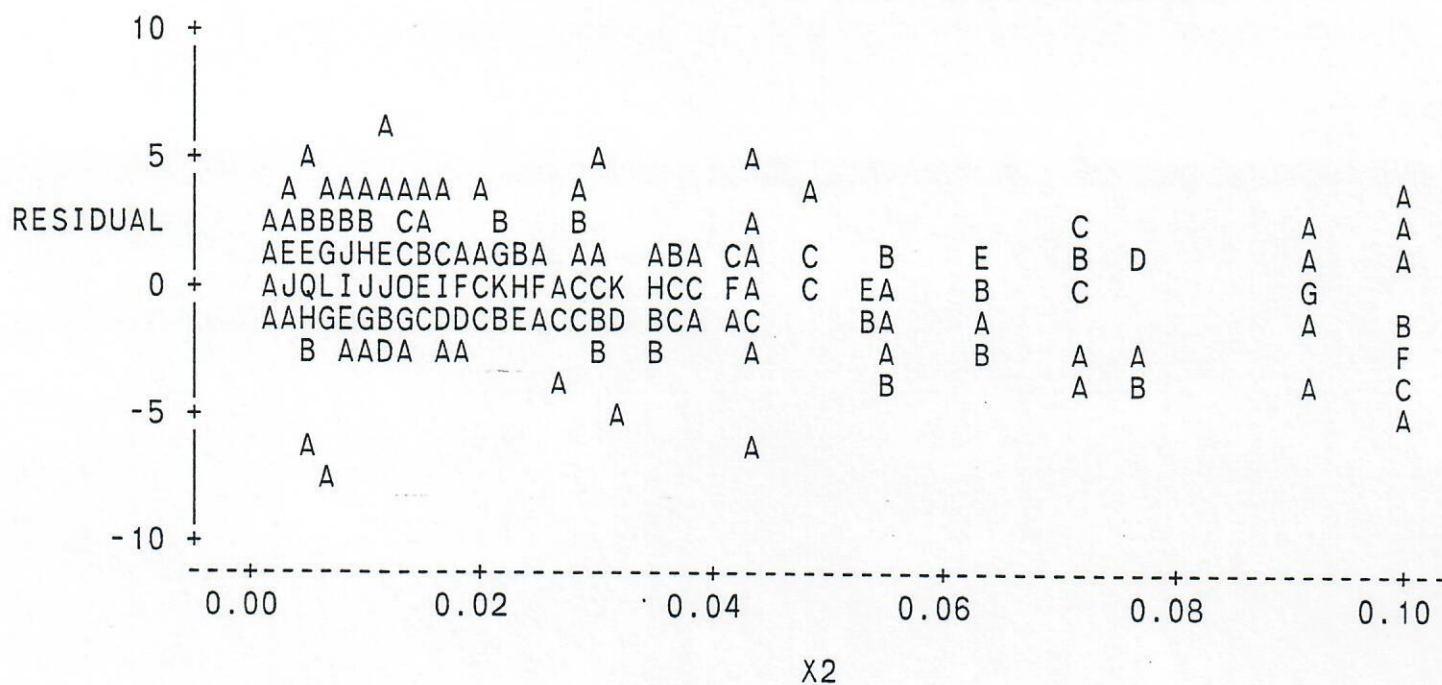 10 +
A
5 + A A A
A AAAAAAA A A A A
RESIDUAL AABBBB CA B B A C A A
AEEGJHECBCAAGBA AA ABA CA C B E B D A A
0 + AJQLIJJOEIFCKHFACCK HCC FA C EA B C G
AAHGEGBGCDDCBEACCBD BCA AC BA A A B
B AADA AA B B A A B A A F
A B A B A C
-5 + A A
A A
A
-10 +
0.00 0.02 0.04 0.06 0.08 0.10
X2